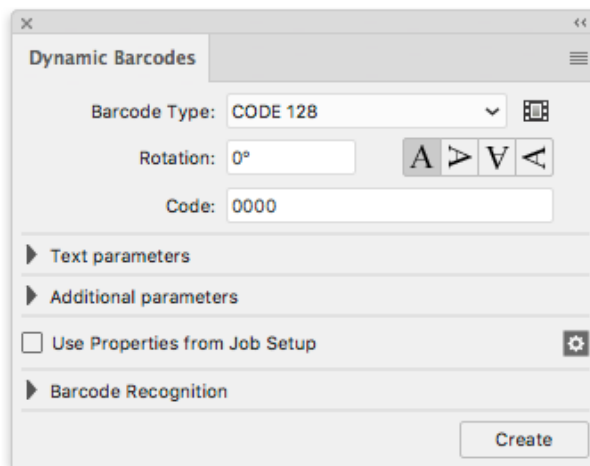 Dynamic Barcodes
Barcode Type: CODE 128
Rotation: 0° A A A A
Code: 0000
Text parameters
Additional parameters
Use Properties from Job Setup
Barcode Recognition
Create